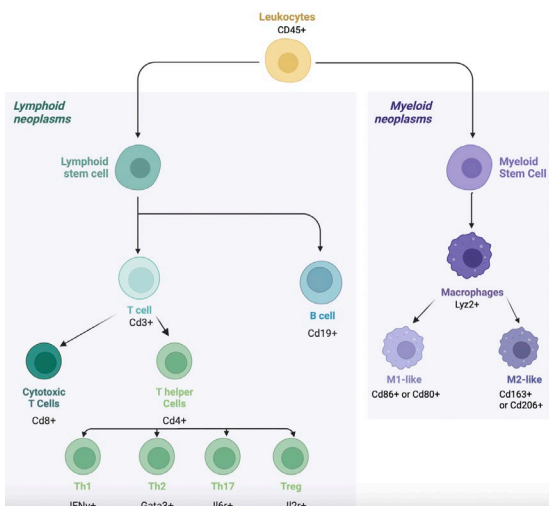 Leukocytes
CD45+
Lymphoid
neoplasms
Myeloid
neoplasms
Lymphoid
stem cell
Myeloid
Stem Cell
T cell
Cd3+
B cell
Cd19+
Macrophages
Lyz2+
Cytotoxic
T Cells
Cd8+
T helper
Cells
Cd4+
M1-like
Cd86+ or Cd80+
M2-like
Cd163+
or Cd206+
Th1
Th2
Th17
Treg
Gata3+
Il2r+